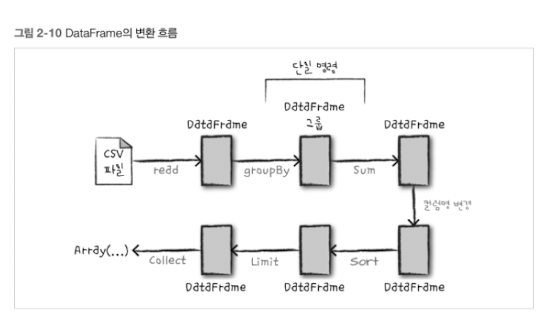 그림 2-10 DataFrame의 변환 흐름
단일 명령
DataFrame
그룹
DataFrame
DataFrame
CSV
파일
read
groupBy
Sum
컬럼명 변경
Array(...)
Collect
Limit
Sort
DataFrame
DataFrame
DataFrame